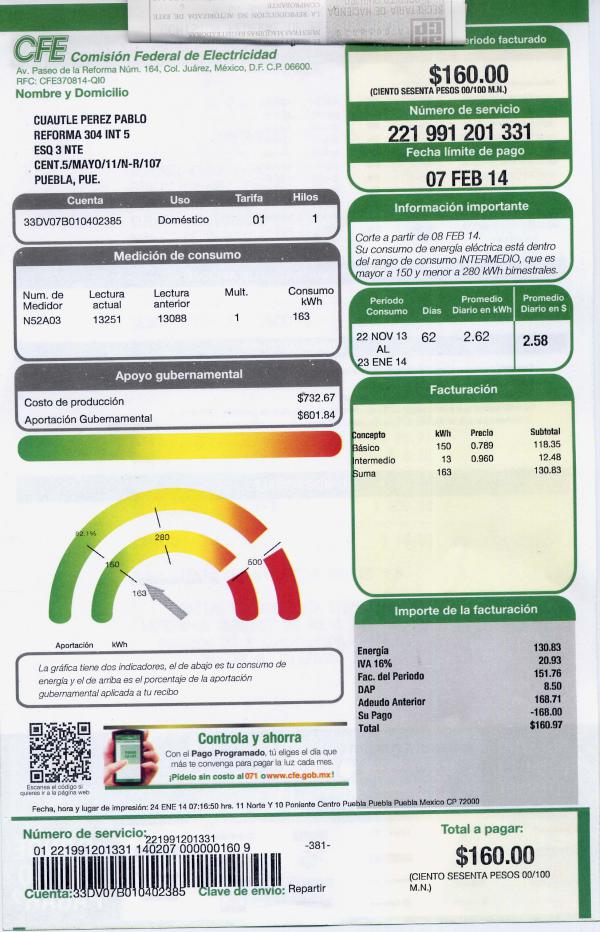 SECRETARIA DE HACIENDA
LA REPRODUCCIÓN NO AUTORIZADA DE ESTE
COMPROBANTE
CFE Comisión Federal de Electricidad
Av. Paseo de la Reforma Núm. 164, Col. Juárez, México, D.F. C.P. 06600.
RFC: CFE370814-QI0
Nombre y Domicilio
CUAUTLE PEREZ PABLO
REFORMA 304 INT 5
ESQ 3 NTE
CENT.5/MAYO/11/N-R/107
PUEBLA, PUE.
eriodo facturado
$160.00
(CIENTO SESENTA PESOS 00/100 M.N.)
Número de servicio
221 991 201 331
Fecha límite de pago
07 FEB 14
Cuenta Uso Tarifa Hilos
33DV07B010402385 Doméstico 01 1
Información importante
Corte a partir de 08 FEB 14.
Su consumo de energía eléctrica está dentro
del rango de consumo INTERMEDIO, que es
mayor a 150 y menor a 280 kWh bimestrales.
Medición de consumo
Num. de Medidor Lectura actual Lectura anterior Mult. Consumo kWh
N52A03 13251 13088 1 163
Periodo Consumo Días Promedio Diario en kWh Promedio Diario en $
22 NOV 13 AL 23 ENE 14 62 2.62 2.58
Apoyo gubernamental
Costo de producción $732.67
Aportación Gubernamental $601.84
Facturación
Concepto kWh Precio Subtotal
Básico 150 0.789 118.35
Intermedio 13 0.960 12.48
Suma 163 130.83
82.1%
280
150
500
163
Aportación kWh
La gráfica tiene dos indicadores, el de abajo es tu consumo de
energía y el de arriba es el porcentaje de la aportación
gubernamental aplicada a tu recibo
Importe de la facturación
Energía 130.83
IVA 16% 20.93
Fac. del Periodo 151.76
DAP 8.50
Adeudo Anterior 168.71
Su Pago -168.00
Total $160.97
Escanea el código si
quieres ir a la página web
Controla y ahorra
Con el Pago Programado, tú eliges el día que
más te convenga para pagar la luz cada mes.
¡Pídelo sin costo al 071 o www.cfe.gob.mx!
Fecha, hora y lugar de impresión: 24 ENE 14 07:16:50 hrs. 11 Norte Y 10 Poniente Centro Puebla Puebla Puebla Mexico CP 72000
Número de servicio:
221991201331
01 221991201331 140207 000000160 9
-381-
Cuenta:33DV07B010402385 Clave de envío: Repartir
Total a pagar:
$160.00
(CIENTO SESENTA PESOS 00/100
M.N.)